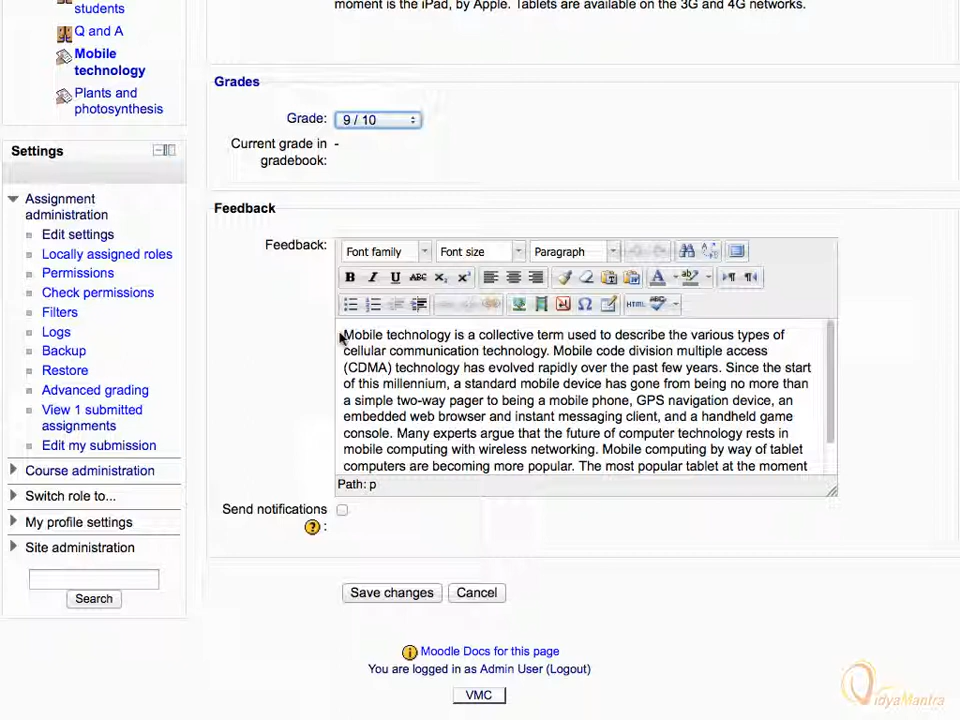 students
Q and A
Mobile
technology
Plants and
photosynthesis
Settings
Assignment
administration
Edit settings
Locally assigned roles
Permissions
Check permissions
Filters
Logs
Backup
Restore
Advanced grading
View 1 submitted
assignments
Edit my submission
Course administration
Switch role to...
My profile settings
Site administration
Search
moment is the iPad, by Apple. Tablets are available on the 3G and 4G networks.
Grades
Grade: 9 / 10
Current grade in -
gradebook:
Feedback
Feedback:
Font family Font size Paragraph
B I U ABC X₂ X² A ab
HTML ABC
Mobile technology is a collective term used to describe the various types of
cellular communication technology. Mobile code division multiple access
(CDMA) technology has evolved rapidly over the past few years. Since the start
of this millennium, a standard mobile device has gone from being no more than
a simple two-way pager to being a mobile phone, GPS navigation device, an
embedded web browser and instant messaging client, and a handheld game
console. Many experts argue that the future of computer technology rests in
mobile computing with wireless networking. Mobile computing by way of tablet
computers are becoming more popular. The most popular tablet at the moment
Path: p
Send notifications
:
Save changes Cancel
Moodle Docs for this page
You are logged in as Admin User (Logout)
VMC
VidyaMantra